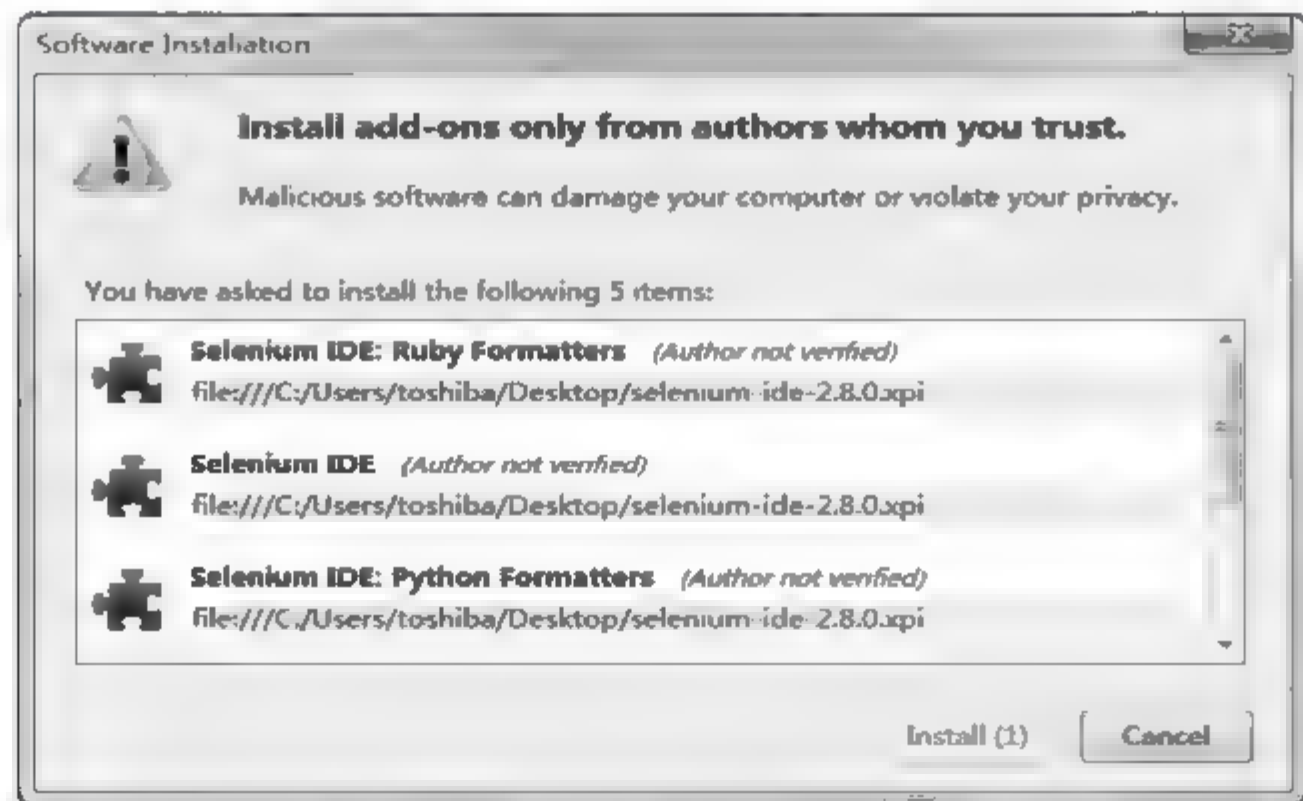 Software Installation
Install add-ons only from authors whom you trust.
Malicious software can damage your computer or violate your privacy.
You have asked to install the following 5 items:
Selenium IDE: Ruby Formatters (Author not verified)
file:///C:/Users/toshiba/Desktop/selenium-ide-2.8.0.xpi
Selenium IDE (Author not verified)
file:///C:/Users/toshiba/Desktop/selenium-ide-2.8.0.xpi
Selenium IDE: Python Formatters (Author not verified)
file:///C:/Users/toshiba/Desktop/selenium-ide-2.8.0.xpi
Install (1) Cancel